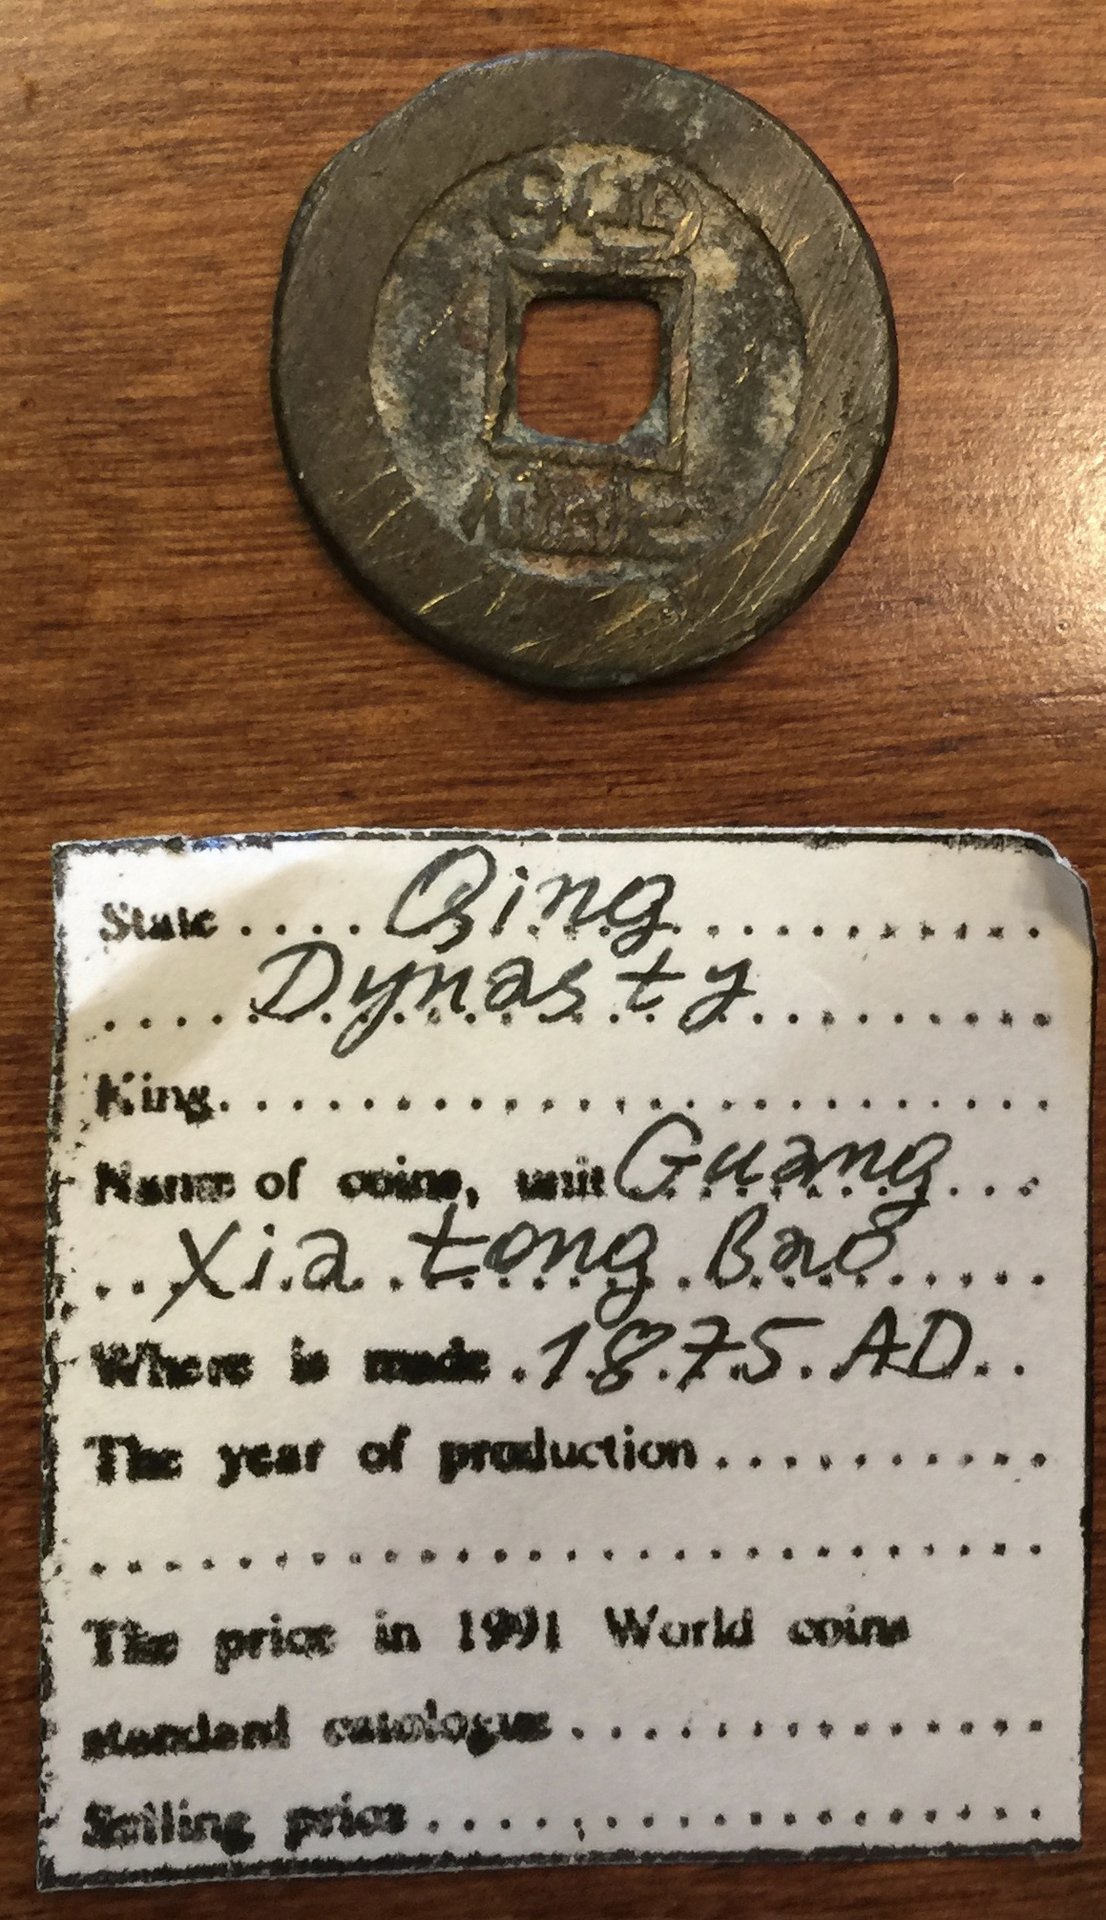 State .... Qing ............
.... Dynasty .........
King........................
Name of coins, unit Guang ...
.. Xia tong Bao .....
Where is made .1875. AD..
The year of production ..........
...........................
The price in 1991 World coins
standard catologue ..............
Selling price ..................